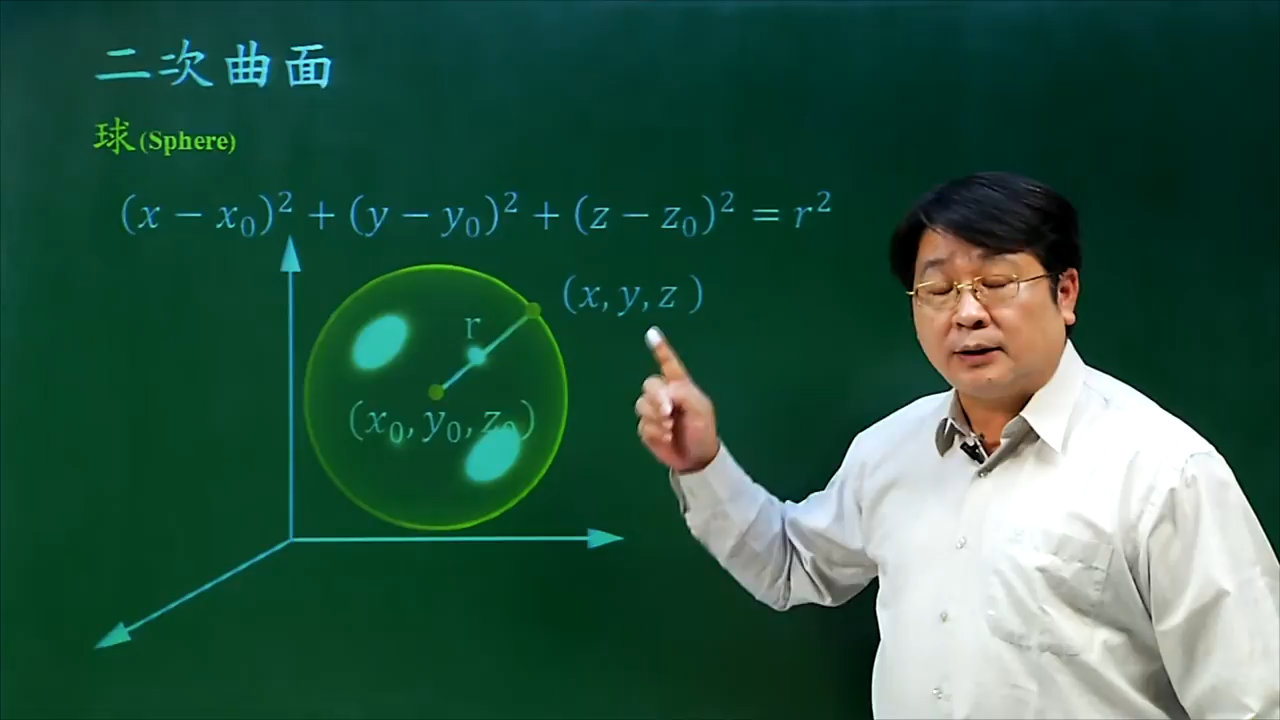 二次曲面
球(Sphere)
(x − x₀)² + (y − y₀)² + (z − z₀)² = r²
(x, y, z )
r
(x₀, y₀, z₀)